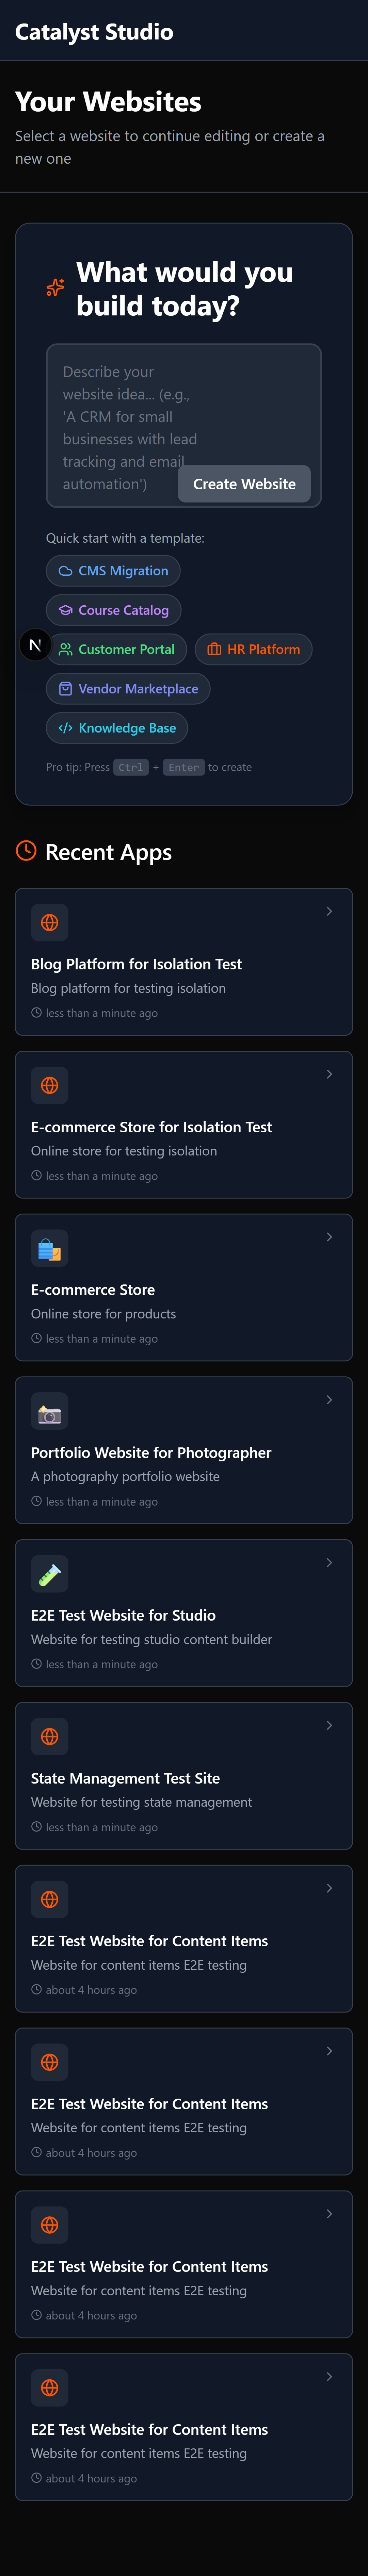 Catalyst Studio
Your Websites
Select a website to continue editing or create a
new one
What would you
build today?
Describe your
website idea... (e.g.,
'A CRM for small
businesses with lead
tracking and email
automation')
Create Website
Quick start with a template:
CMS Migration
Course Catalog
N
Customer Portal
HR Platform
Vendor Marketplace
Knowledge Base
Pro tip: Press Ctrl + Enter to create
Recent Apps
Blog Platform for Isolation Test
Blog platform for testing isolation
less than a minute ago
E-commerce Store for Isolation Test
Online store for testing isolation
less than a minute ago
E-commerce Store
Online store for products
less than a minute ago
Portfolio Website for Photographer
A photography portfolio website
less than a minute ago
E2E Test Website for Studio
Website for testing studio content builder
less than a minute ago
State Management Test Site
Website for testing state management
less than a minute ago
E2E Test Website for Content Items
Website for content items E2E testing
about 4 hours ago
E2E Test Website for Content Items
Website for content items E2E testing
about 4 hours ago
E2E Test Website for Content Items
Website for content items E2E testing
about 4 hours ago
E2E Test Website for Content Items
Website for content items E2E testing
about 4 hours ago